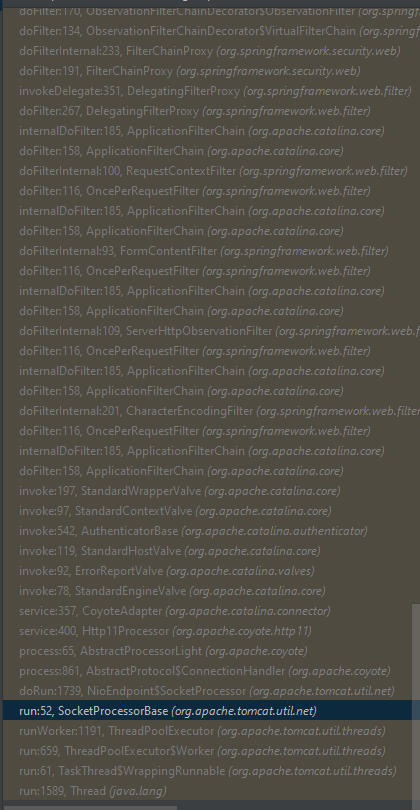 doFilter:170, ObservationFilterChainDecorator$ObservationFilter (org.springf
doFilter:134, ObservationFilterChainDecorator$VirtualFilterChain (org.springf
doFilterInternal:233, FilterChainProxy (org.springframework.security.web)
doFilter:191, FilterChainProxy (org.springframework.security.web)
invokeDelegate:351, DelegatingFilterProxy (org.springframework.web.filter)
doFilter:267, DelegatingFilterProxy (org.springframework.web.filter)
internalDoFilter:185, ApplicationFilterChain (org.apache.catalina.core)
doFilter:158, ApplicationFilterChain (org.apache.catalina.core)
doFilterInternal:100, RequestContextFilter (org.springframework.web.filter)
doFilter:116, OncePerRequestFilter (org.springframework.web.filter)
internalDoFilter:185, ApplicationFilterChain (org.apache.catalina.core)
doFilter:158, ApplicationFilterChain (org.apache.catalina.core)
doFilterInternal:93, FormContentFilter (org.springframework.web.filter)
doFilter:116, OncePerRequestFilter (org.springframework.web.filter)
internalDoFilter:185, ApplicationFilterChain (org.apache.catalina.core)
doFilter:158, ApplicationFilterChain (org.apache.catalina.core)
doFilterInternal:109, ServerHttpObservationFilter (org.springframework.web.f
doFilter:116, OncePerRequestFilter (org.springframework.web.filter)
internalDoFilter:185, ApplicationFilterChain (org.apache.catalina.core)
doFilter:158, ApplicationFilterChain (org.apache.catalina.core)
doFilterInternal:201, CharacterEncodingFilter (org.springframework.web.filter
doFilter:116, OncePerRequestFilter (org.springframework.web.filter)
internalDoFilter:185, ApplicationFilterChain (org.apache.catalina.core)
doFilter:158, ApplicationFilterChain (org.apache.catalina.core)
invoke:197, StandardWrapperValve (org.apache.catalina.core)
invoke:97, StandardContextValve (org.apache.catalina.core)
invoke:542, AuthenticatorBase (org.apache.catalina.authenticator)
invoke:119, StandardHostValve (org.apache.catalina.core)
invoke:92, ErrorReportValve (org.apache.catalina.valves)
invoke:78, StandardEngineValve (org.apache.catalina.core)
service:357, CoyoteAdapter (org.apache.catalina.connector)
service:400, Http11Processor (org.apache.coyote.http11)
process:65, AbstractProcessorLight (org.apache.coyote)
process:861, AbstractProtocol$ConnectionHandler (org.apache.coyote)
doRun:1739, NioEndpoint$SocketProcessor (org.apache.tomcat.util.net)
run:52, SocketProcessorBase (org.apache.tomcat.util.net)
runWorker:1191, ThreadPoolExecutor (org.apache.tomcat.util.threads)
run:659, ThreadPoolExecutor$Worker (org.apache.tomcat.util.threads)
run:61, TaskThread$WrappingRunnable (org.apache.tomcat.util.threads)
run:1589, Thread (java.lang)